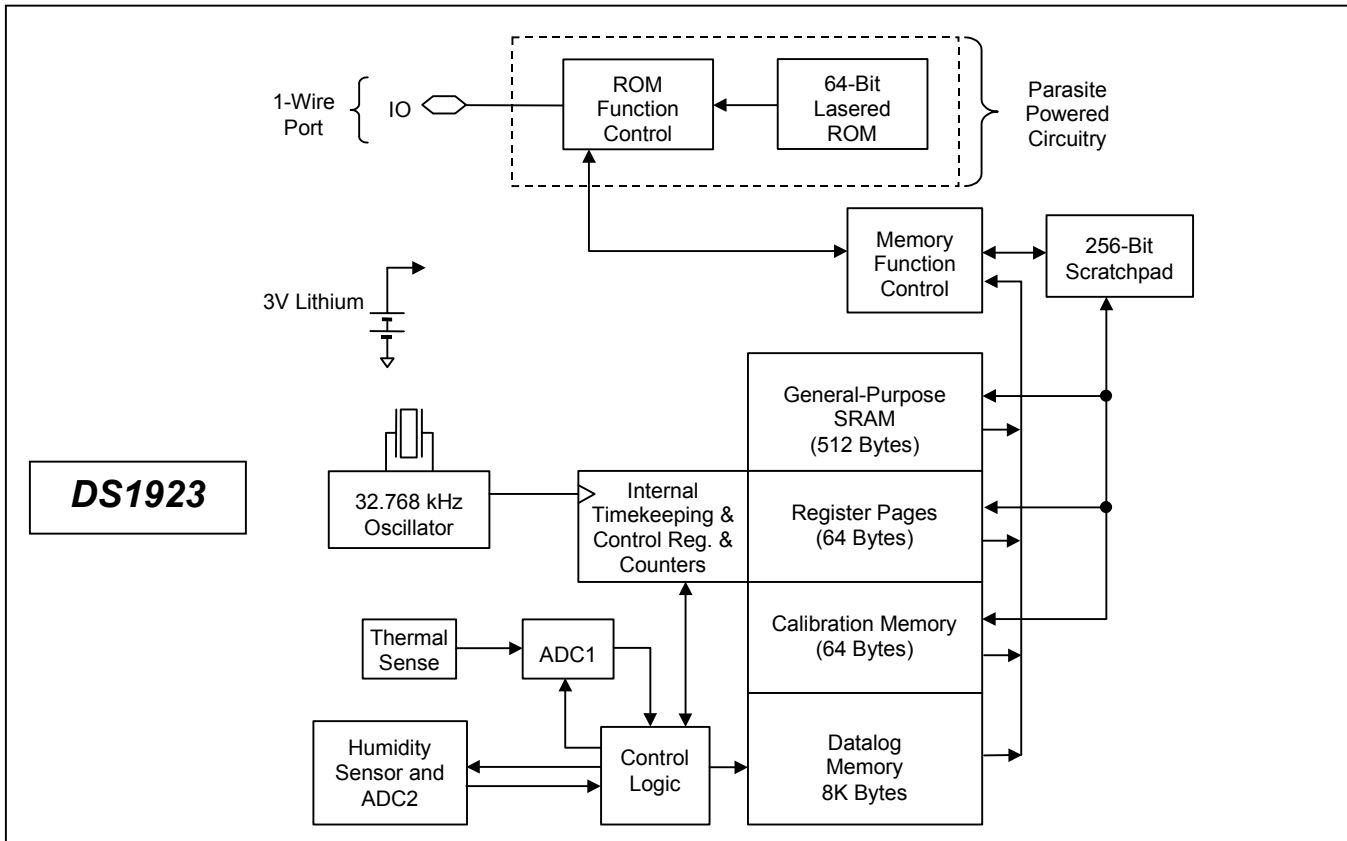 ROM
Function
Control
64-Bit
Lasered
ROM
Parasite
Powered
Circuitry
1-Wire
Port
IO
Memory
Function
Control
256-Bit
Scratchpad
3V Lithium
General-Purpose
SRAM
(512 Bytes)
DS1923
32.768 kHz
Oscillator
Internal
Timekeeping &
Control Reg. &
Counters
Register Pages
(64 Bytes)
Calibration Memory
(64 Bytes)
Thermal
Sense
ADC1
Humidity
Sensor and
ADC2
Control
Logic
Datalog
Memory
8K Bytes